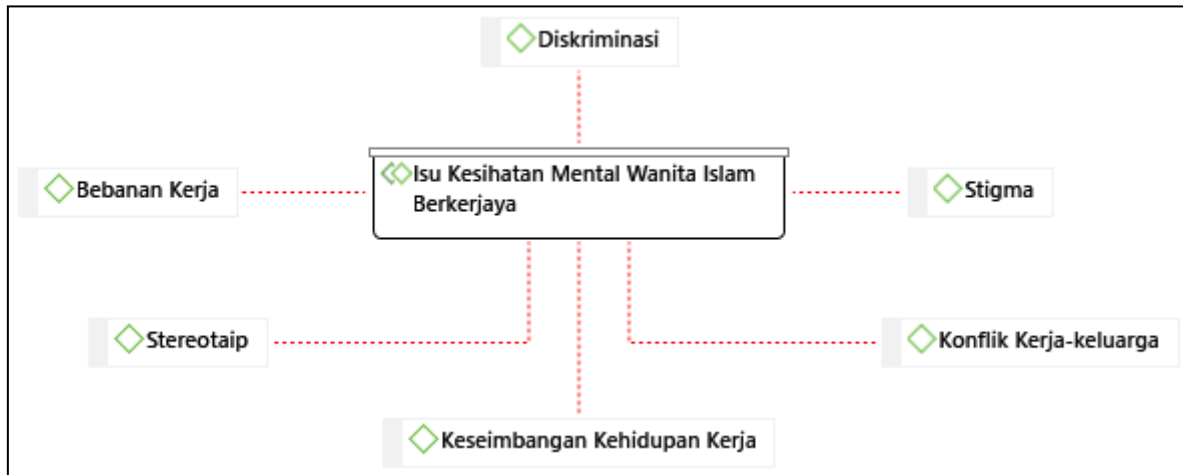 Diskriminasi
Isu Kesihatan Mental Wanita Islam
Berkerjaya
Bebanan Kerja
Stigma
Stereotaip
Konflik Kerja-keluarga
Keseimbangan Kehidupan Kerja